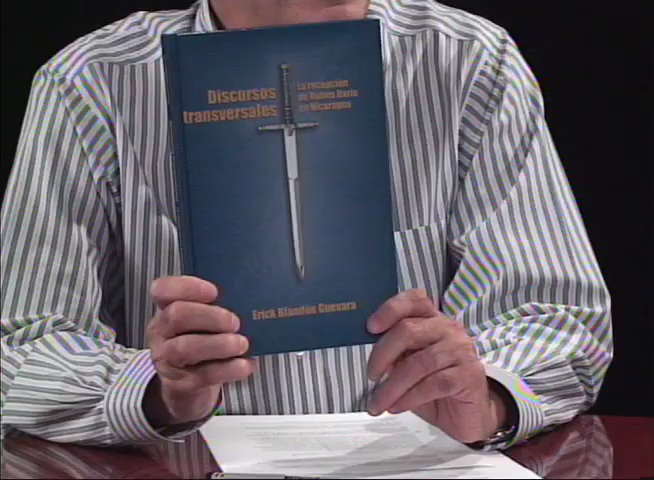 Discursos
transversales
La recepción
de Rubén Darío
en Nicaragua
Erick Blandón Guevara